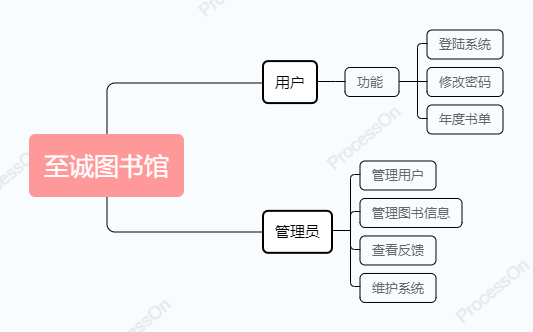 至诚图书馆
用户
功能
登陆系统
修改密码
年度书单
管理员
管理用户
管理图书信息
查看反馈
维护系统
ProcessOn
ProcessOn
ProcessOn